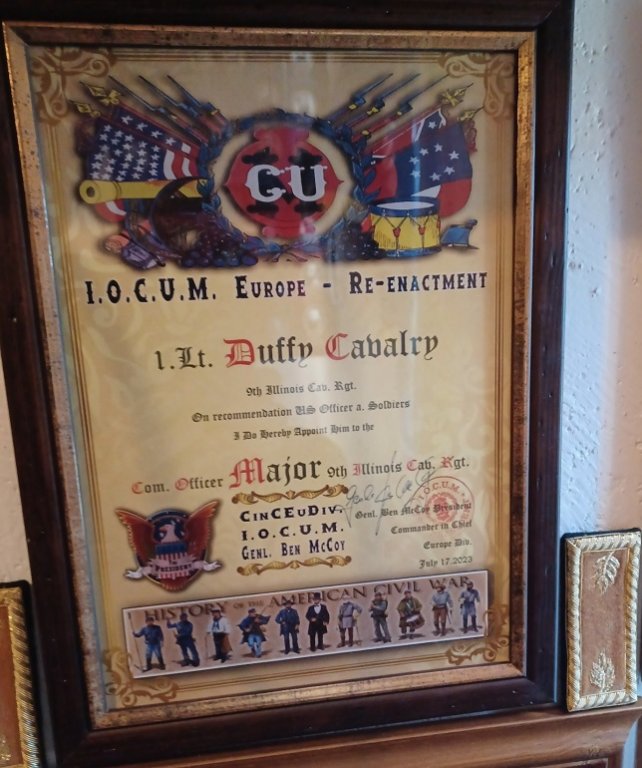 CU
I.O.C.U.M. Europe - Re-enactment
1.Lt. Duffy Cavalry
9th Illinois Cav. Rgt.
On recommendation US Officer a. Soldiers
I Do Hereby Appoint Him to the
Com. Officer Major 9th Illinois Cav. Rgt.
CinCEuDiv.
I.O.C.U.M.
Genl. Ben McCoy
Genl. Ben McCoy President
Commander in Chief
Europe Div.
July 17.2023
I.O.C.U.M.
The
President
History of the American Civil War